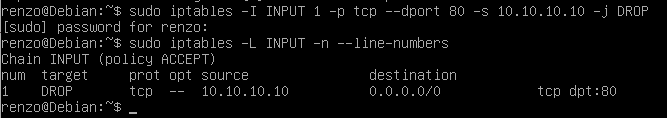 renzo@Debian:~$ sudo iptables -I INPUT 1 -p tcp --dport 80 -s 10.10.10.10 -j DROP
[sudo] password for renzo:
renzo@Debian:~$ sudo iptables -L INPUT -n --line-numbers
Chain INPUT (policy ACCEPT)
num  target     prot opt source               destination
1    DROP       tcp  --  10.10.10.10          0.0.0.0/0            tcp dpt:80
renzo@Debian:~$ _